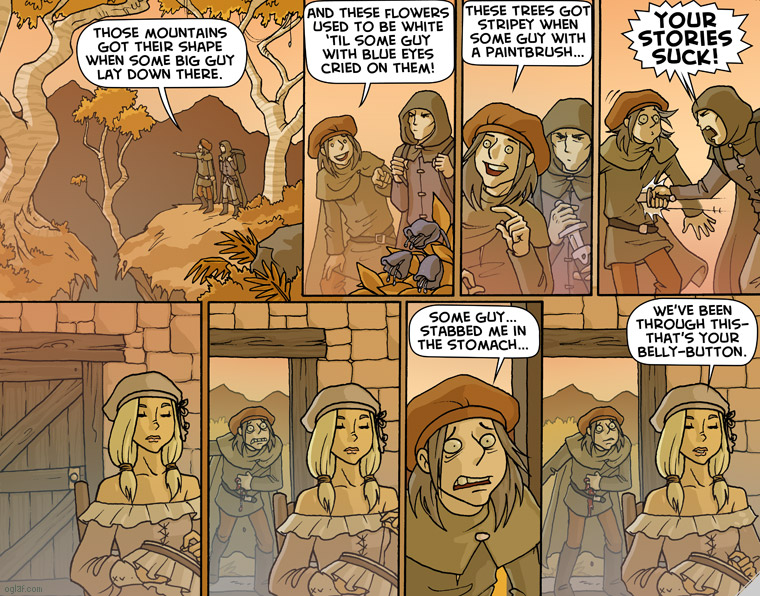 THOSE MOUNTAINS
GOT THEIR SHAPE
WHEN SOME BIG GUY
LAY DOWN THERE.
AND THESE FLOWERS
USED TO BE WHITE
'TIL SOME GUY
WITH BLUE EYES
CRIED ON THEM!
THESE TREES GOT
STRIPEY WHEN
SOME GUY WITH
A PAINTBRUSH...
YOUR
STORIES
SUCK!
SOME GUY...
STABBED ME IN
THE STOMACH...
WE'VE BEEN
THROUGH THIS-
THAT'S YOUR
BELLY-BUTTON.
oglaf.com